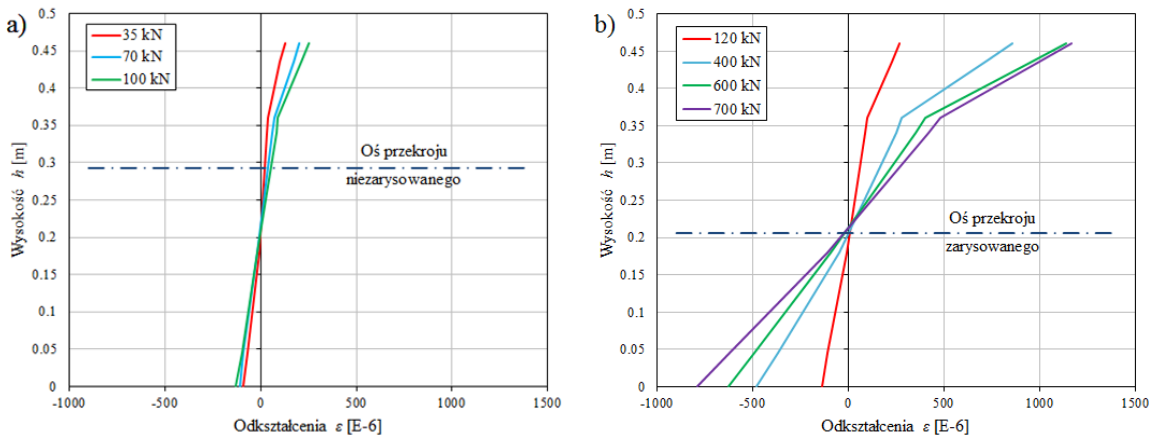 a)
35 kN
70 kN
100 kN
Wysokość h [m]
0.5
0.45
0.4
0.35
0.3
0.25
0.2
0.15
0.1
0.05
0
Oś przekroju
niezarysowanego
-1000
-500
0
500
1000
1500
Odkształcenia ε [E-6]
b)
120 kN
400 kN
600 kN
700 kN
Wysokość h [m]
0.5
0.45
0.4
0.35
0.3
0.25
0.2
0.15
0.1
0.05
0
Oś przekroju
zarysowanego
-1000
-500
0
500
1000
1500
Odkształcenia ε [E-6]